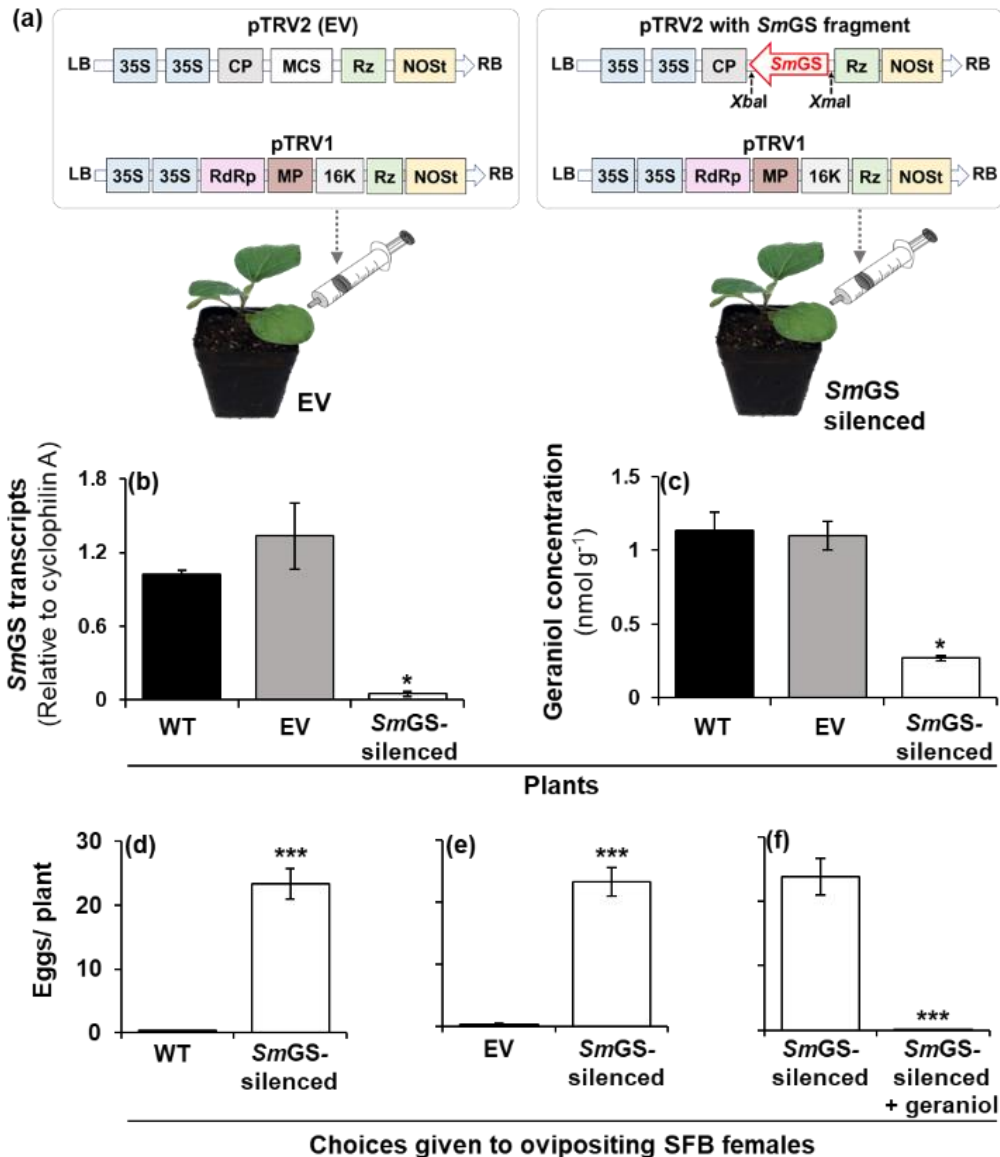 (a)
pTRV2 (EV)
LB 35S 35S CP MCS Rz NOSt RB
pTRV1
LB 35S 35S RdRp MP 16K Rz NOSt RB
EV
pTRV2 with SmGS fragment
LB 35S 35S CP SmGS Rz NOSt RB
XbaI XmaI
pTRV1
LB 35S 35S RdRp MP 16K Rz NOSt RB
SmGS
silenced
(b)
SmGS transcripts
(Relative to cyclophilin A)
1.8
1.2
0.6
0
*
WT EV SmGS-
silenced
(c)
Geraniol concentration
(nmol g-1)
1.5
1
0.5
0
*
WT EV SmGS-
silenced
Plants
(d)
Eggs/ plant
30
20
10
0
***
WT SmGS-
silenced
(e)
***
EV SmGS-
silenced
(f)
***
SmGS- SmGS-
silenced silenced
+ geraniol
Choices given to ovipositing SFB females